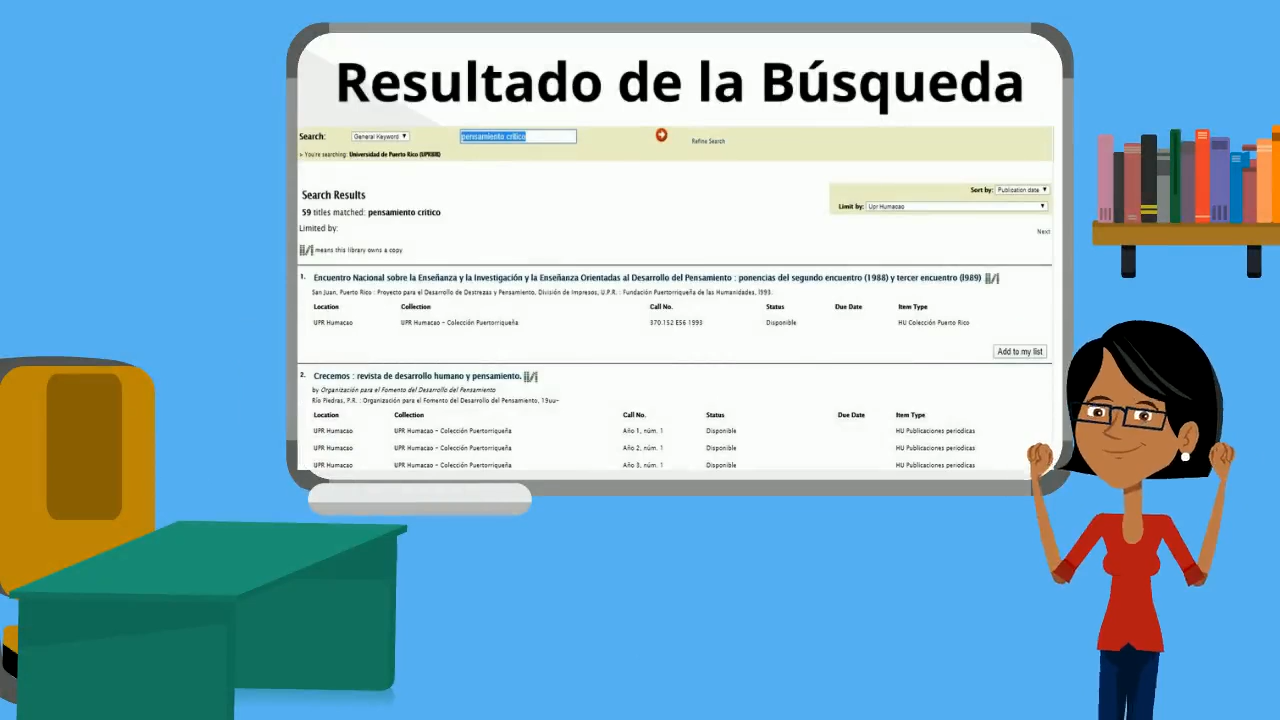 Resultado de la Búsqueda
Search: General Keyword pensamiento critico Refine Search
> You're searching: Universidad de Puerto Rico (UPRRB)
Search Results
Sort by: Publication date
59 titles matched: pensamiento critico
Limit by: Upr Humacao
Limited by:
Next
means this library owns a copy
1. Encuentro Nacional sobre la Enseñanza y la Investigación y la Enseñanza Orientadas al Desarrollo del Pensamiento : ponencias del segundo encuentro (1988) y tercer encuentro (1989)
San Juan, Puerto Rico : Proyecto para el Desarrollo de Destrezas y Pensamiento, División de Impresos, U.P.R. : Fundación Puertorriqueña de las Humanidades, 1993.
Location Collection Call No. Status Due Date Item Type
UPR Humacao UPR Humacao - Colección Puertorriqueña 370.152 E56 1993 Disponible HU Colección Puerto Rico
Add to my list
2. Crecemos : revista de desarrollo humano y pensamiento.
by Organización para el Fomento del Desarrollo del Pensamiento
Río Piedras, P.R. : Organización para el Fomento del Desarrollo del Pensamiento, 19uu-
Location Collection Call No. Status Due Date Item Type
UPR Humacao UPR Humacao - Colección Puertorriqueña Año 1, núm. 1 Disponible HU Publicaciones periodicas
UPR Humacao UPR Humacao - Colección Puertorriqueña Año 2, núm. 1 Disponible HU Publicaciones periodicas
UPR Humacao UPR Humacao - Colección Puertorriqueña Año 3, núm. 1 Disponible HU Publicaciones periodicas